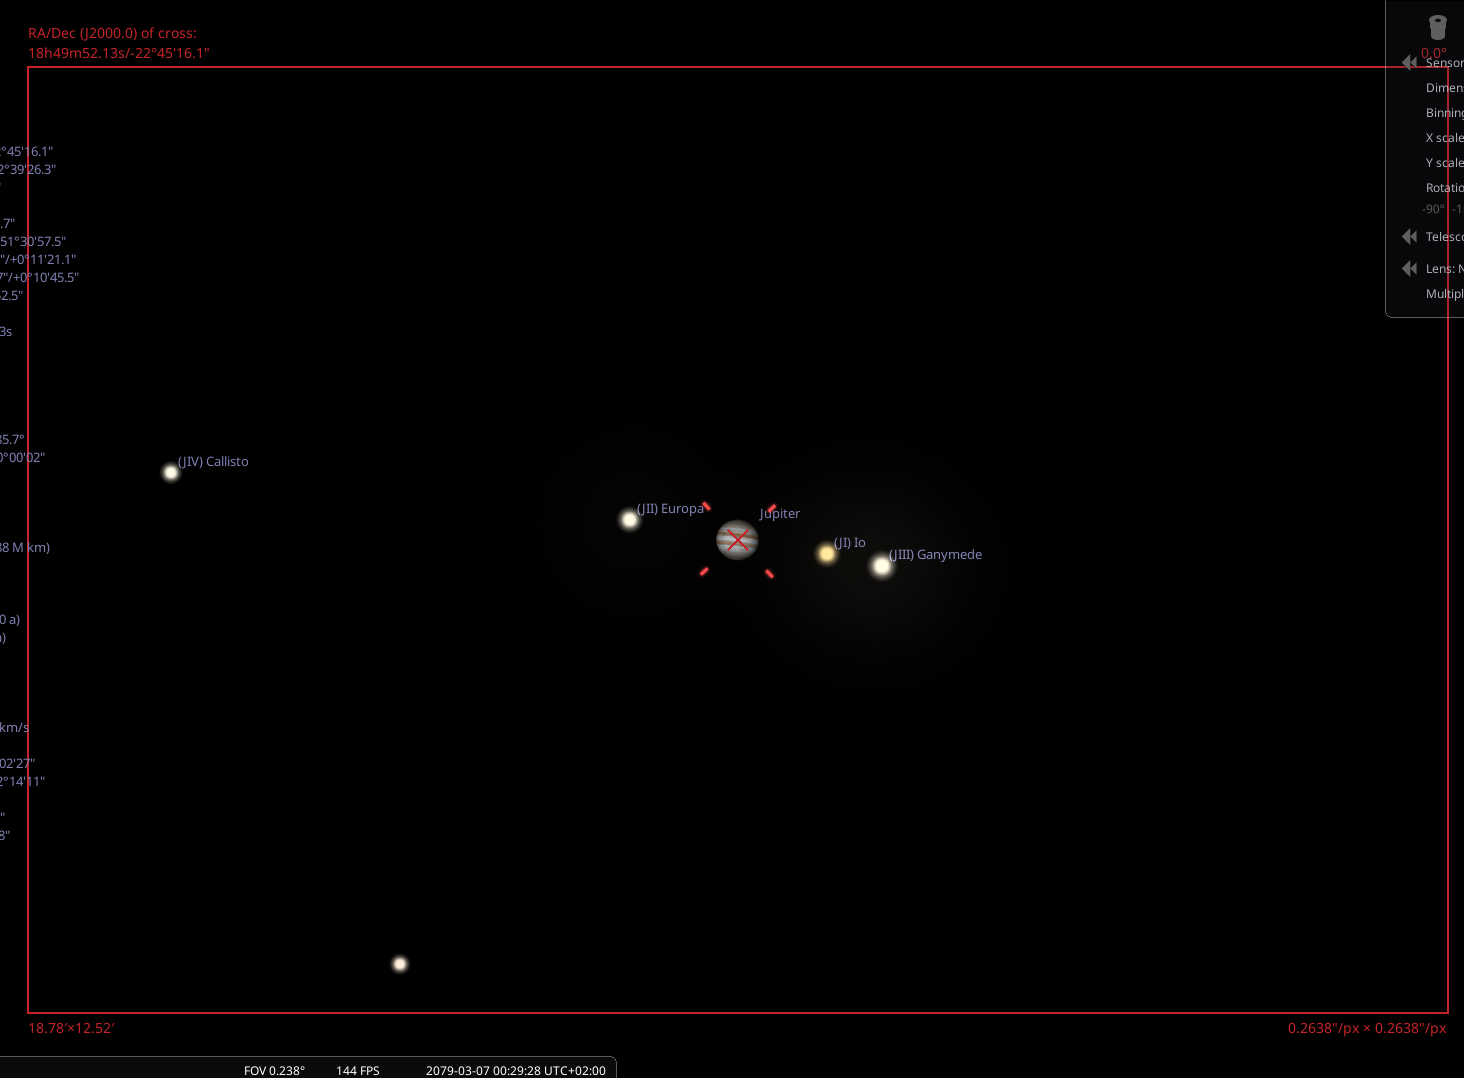 RA/Dec (J2000.0) of cross:
18h49m52.13s/-22°45'16.1"
0.0°
Sensor
Dimens
Binning
X scale
Y scale
Rotatio
-90° -1
Telesco
Lens: N
Multipl
°45'16.1"
2°39'26.3"
.7"
51°30'57.5"
"/+0°11'21.1"
7"/+0°10'45.5"
2.5"
3s
35.7°
0°00'02"
88 M km)
0 a)
)
km/s
02'27"
2°14'11"
"
8"
(JIV) Callisto
(JII) Europa
Jupiter
(JI) Io
(JIII) Ganymede
18.78'×12.52'
0.2638"/px × 0.2638"/px
FOV 0.238°
144 FPS
2079-03-07 00:29:28 UTC+02:00